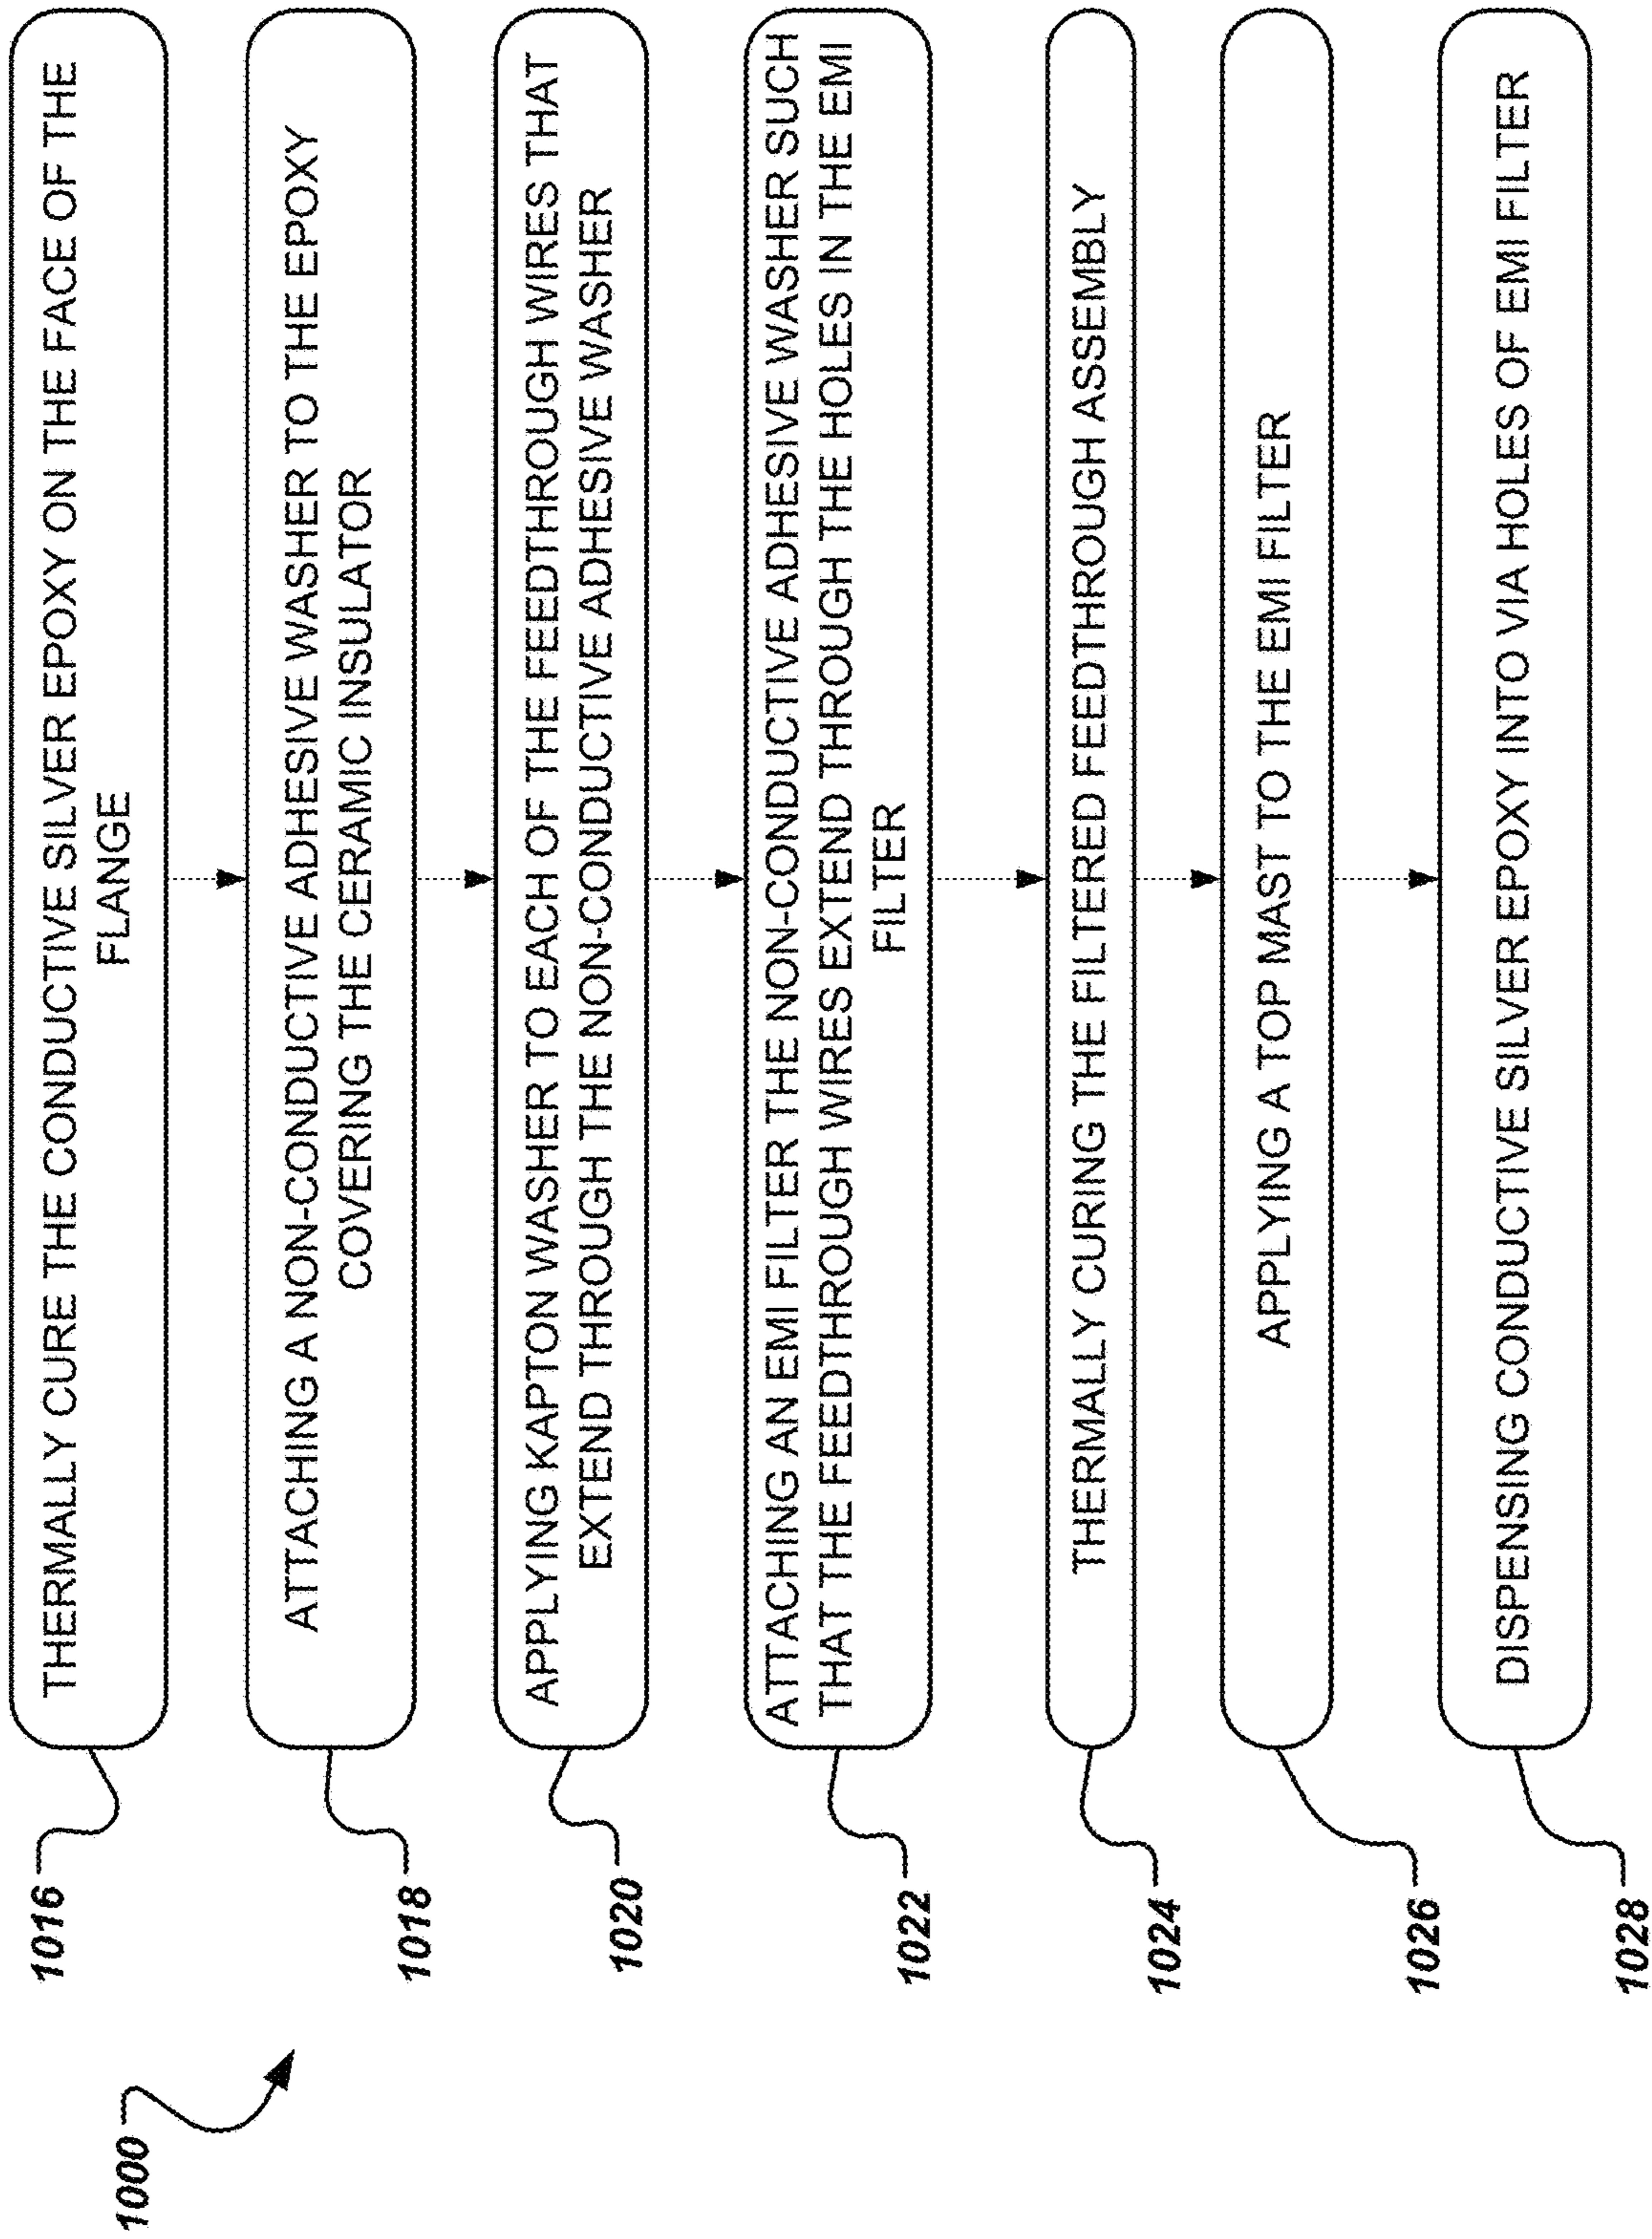 1000
1016
THERMALLY CURE THE CONDUCTIVE SILVER EPOXY ON THE FACE OF THE
FLANGE
1018
ATTACHING A NON-CONDUCTIVE ADHESIVE WASHER TO THE EPOXY
COVERING THE CERAMIC INSULATOR
1020
APPLYING KAPTON WASHER TO EACH OF THE FEEDTHROUGH WIRES THAT
EXTEND THROUGH THE NON-CONDUCTIVE ADHESIVE WASHER
1022
ATTACHING AN EMI FILTER THE NON-CONDUCTIVE ADHESIVE WASHER SUCH
THAT THE FEEDTHROUGH WIRES EXTEND THROUGH THE HOLES IN THE EMI
FILTER
1024
THERMALLY CURING THE FILTERED FEEDTHROUGH ASSEMBLY
1026
APPLYING A TOP MAST TO THE EMI FILTER
1028
DISPENSING CONDUCTIVE SILVER EPOXY INTO VIA HOLES OF EMI FILTER